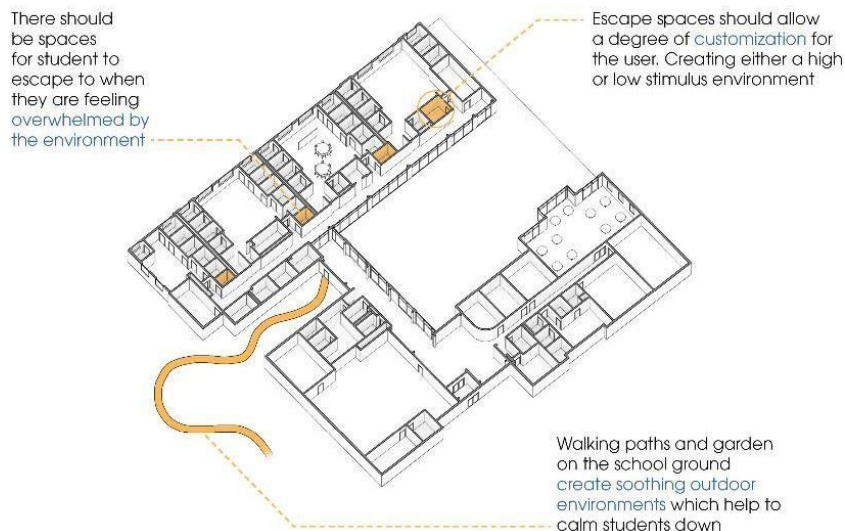 There should
be spaces
for student to
escape to when
they are feeling
overwhelmed by
the environment
Escape spaces should allow
a degree of customization for
the user. Creating either a high
or low stimulus environment
Walking paths and garden
on the school ground
create soothing outdoor
environments which help to
calm students down